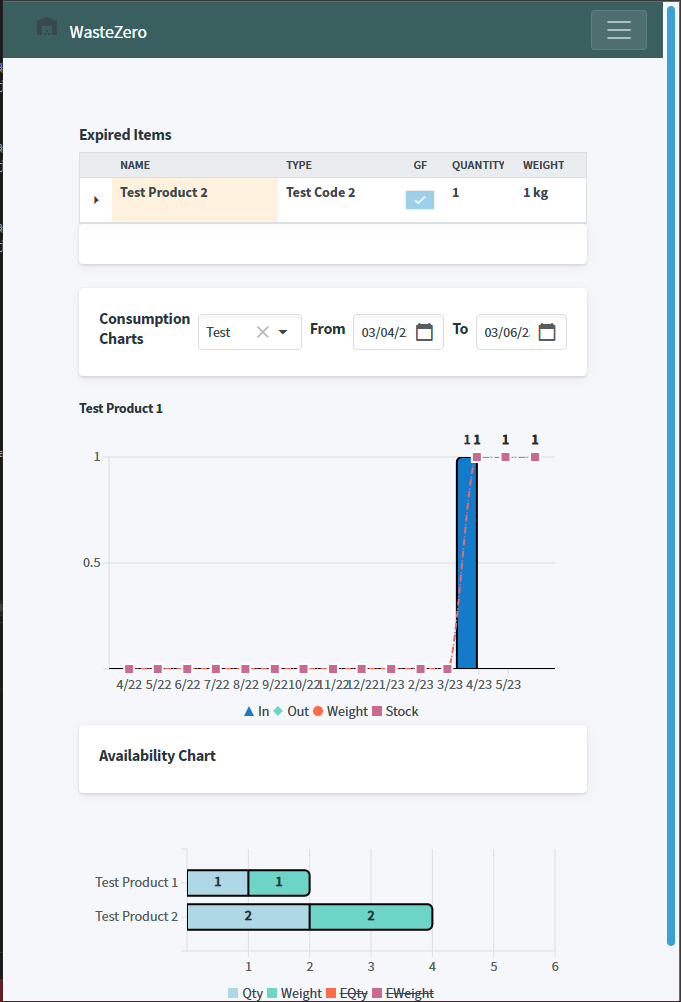 WasteZero
Expired Items
NAME TYPE GF QUANTITY WEIGHT
Test Product 2 Test Code 2 1 1 kg
Consumption Charts Test From 03/04/2 To 03/06/2
Test Product 1
1 1 1 1
1
0.5
4/22 5/22 6/22 7/22 8/22 9/22 10/22 11/22 12/22 1/23 2/23 3/23 4/23 5/23
In Out Weight Stock
Availability Chart
Test Product 1 1 1
Test Product 2 2 2
1 2 3 4 5 6
Qty Weight EQty EWeight